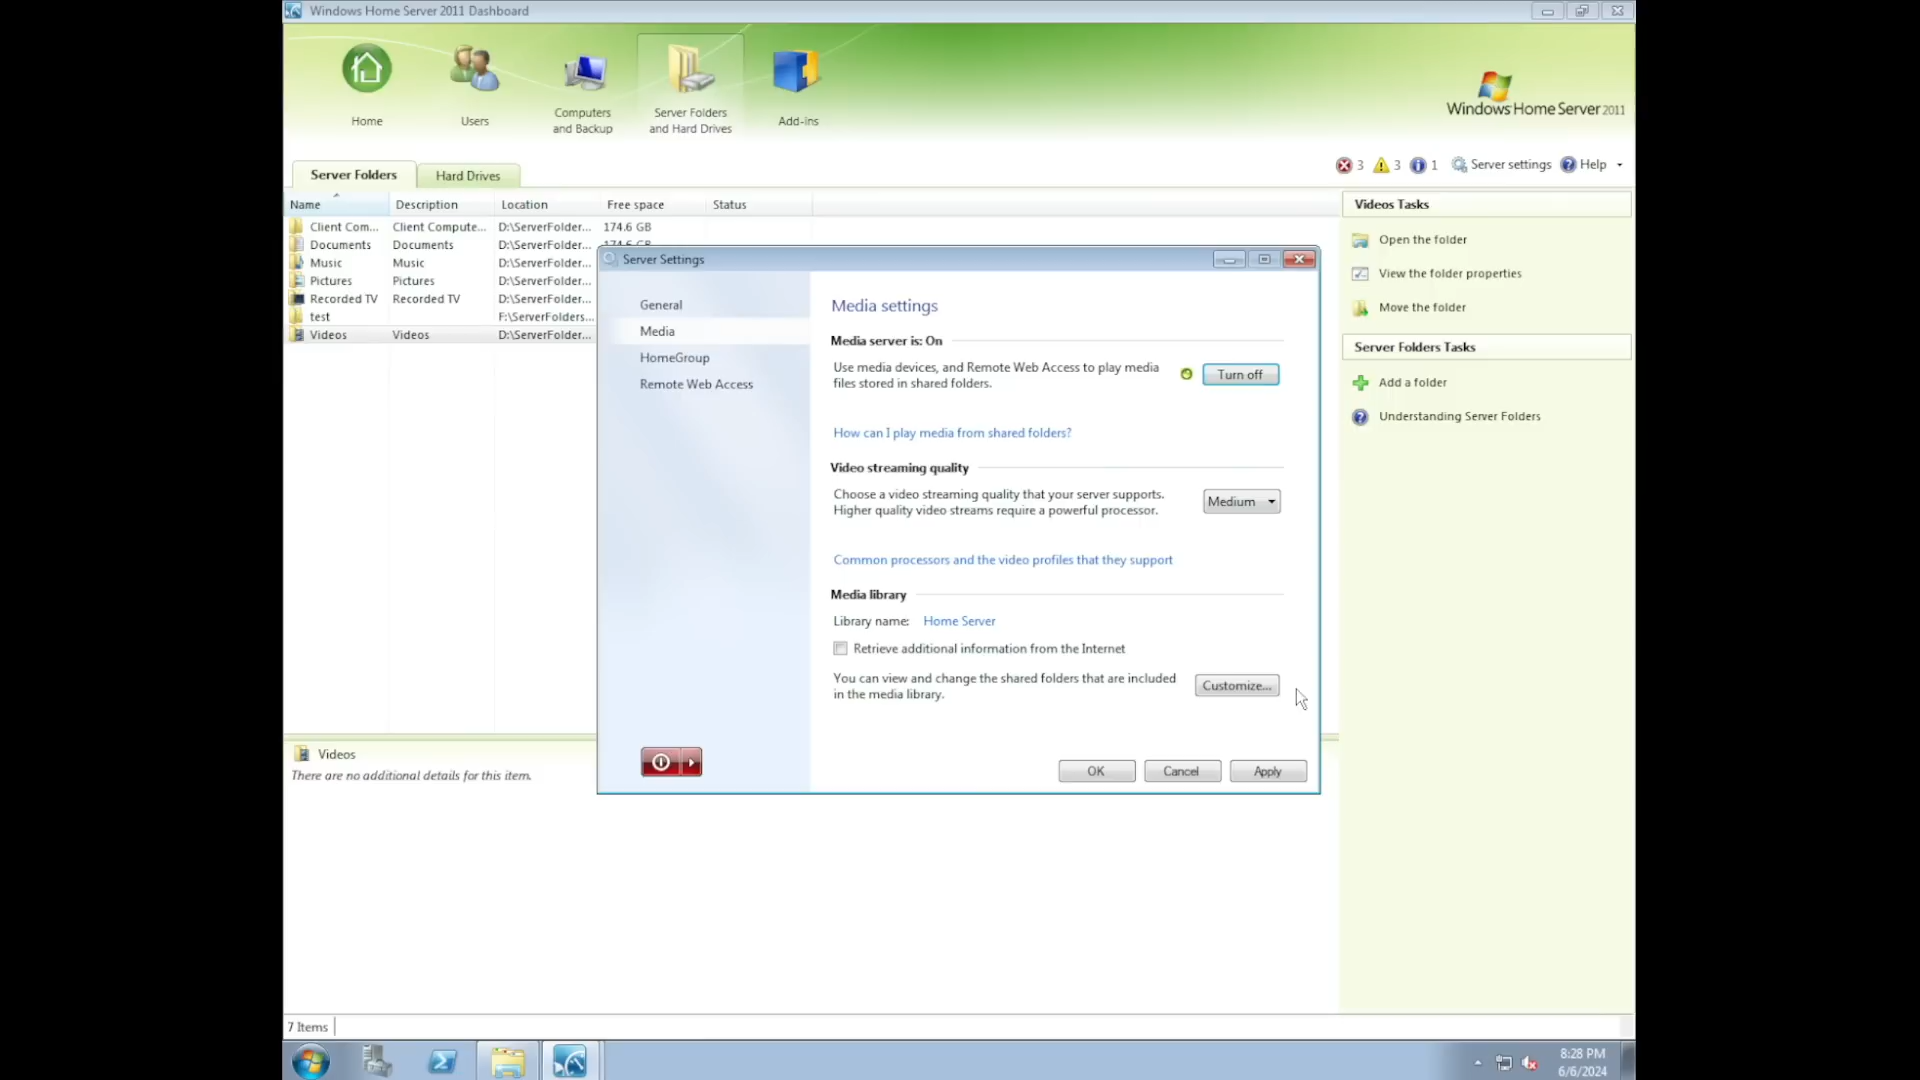 Windows Home Server 2011 Dashboard
Home
Users
Computers
and Backup
Server Folders
and Hard Drives
Add-ins
Windows Home Server 2011
Server Folders
Hard Drives
3
3
1
Server settings
Help
Name
Description
Location
Free space
Status
Client Com...
Client Compute...
D:\ServerFolder...
174.6 GB
Documents
Documents
D:\ServerFolder...
174.6 GB
Music
Music
D:\ServerFolder...
Pictures
Pictures
D:\ServerFolder...
Recorded TV
Recorded TV
D:\ServerFolder...
test
F:\ServerFolders...
Videos
Videos
D:\ServerFolder...
Server Settings
General
Media
HomeGroup
Remote Web Access
Media settings
Media server is: On
Use media devices, and Remote Web Access to play media
files stored in shared folders.
Turn off
How can I play media from shared folders?
Video streaming quality
Choose a video streaming quality that your server supports.
Higher quality video streams require a powerful processor.
Medium
Common processors and the video profiles that they support
Media library
Library name: Home Server
Retrieve additional information from the Internet
You can view and change the shared folders that are included
in the media library.
Customize...
OK
Cancel
Apply
Videos Tasks
Open the folder
View the folder properties
Move the folder
Server Folders Tasks
Add a folder
Understanding Server Folders
Videos
There are no additional details for this item.
7 Items
8:28 PM
6/6/2024